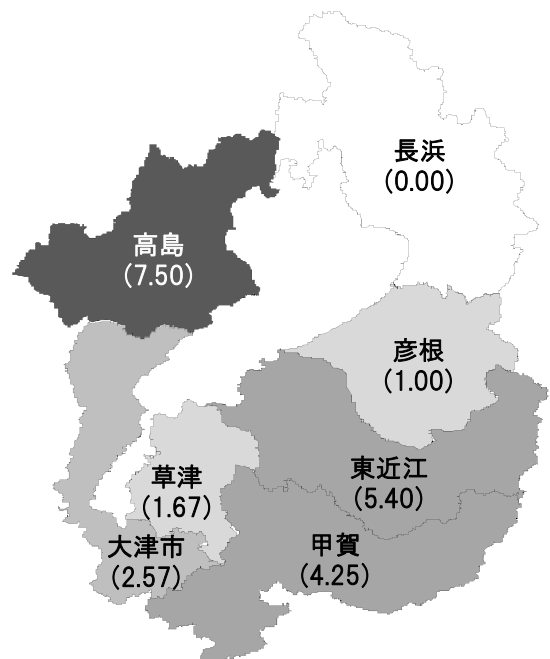 長浜
(0.00)
高島
(7.50)
彦根
(1.00)
東近江
(5.40)
草津
(1.67)
大津市
(2.57)
甲賀
(4.25)